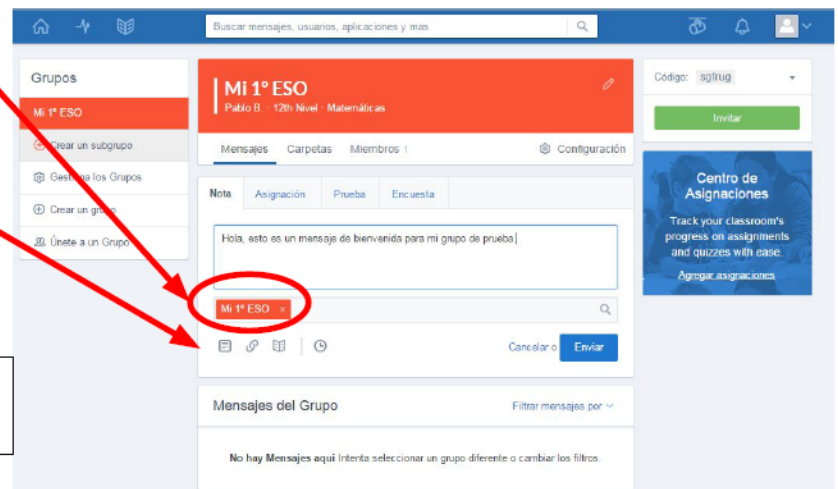 Buscar mensajes, usuarios, aplicaciones y mas
Grupos
Mi 1º ESO
Crear un subgrupo
Gestiona los Grupos
Crear un grupo
Únete a un Grupo
Mi 1º ESO
Pablo B. · 12th Nivel · Matemáticas
Mensajes Carpetas Miembros 1 Configuración
Nota Asignación Prueba Encuesta
Hola, esto es un mensaje de bienvenida para mi grupo de prueba
Mi 1º ESO x
Cancelar o Enviar
Mensajes del Grupo Filtrar mensajes por
No hay Mensajes aquí Intenta seleccionar un grupo diferente o cambiar los filtros.
Código: sgfrug
Invitar
Centro de
Asignaciones
Track your classroom's
progress on assignments
and quizzes with ease.
Agregar asignaciones